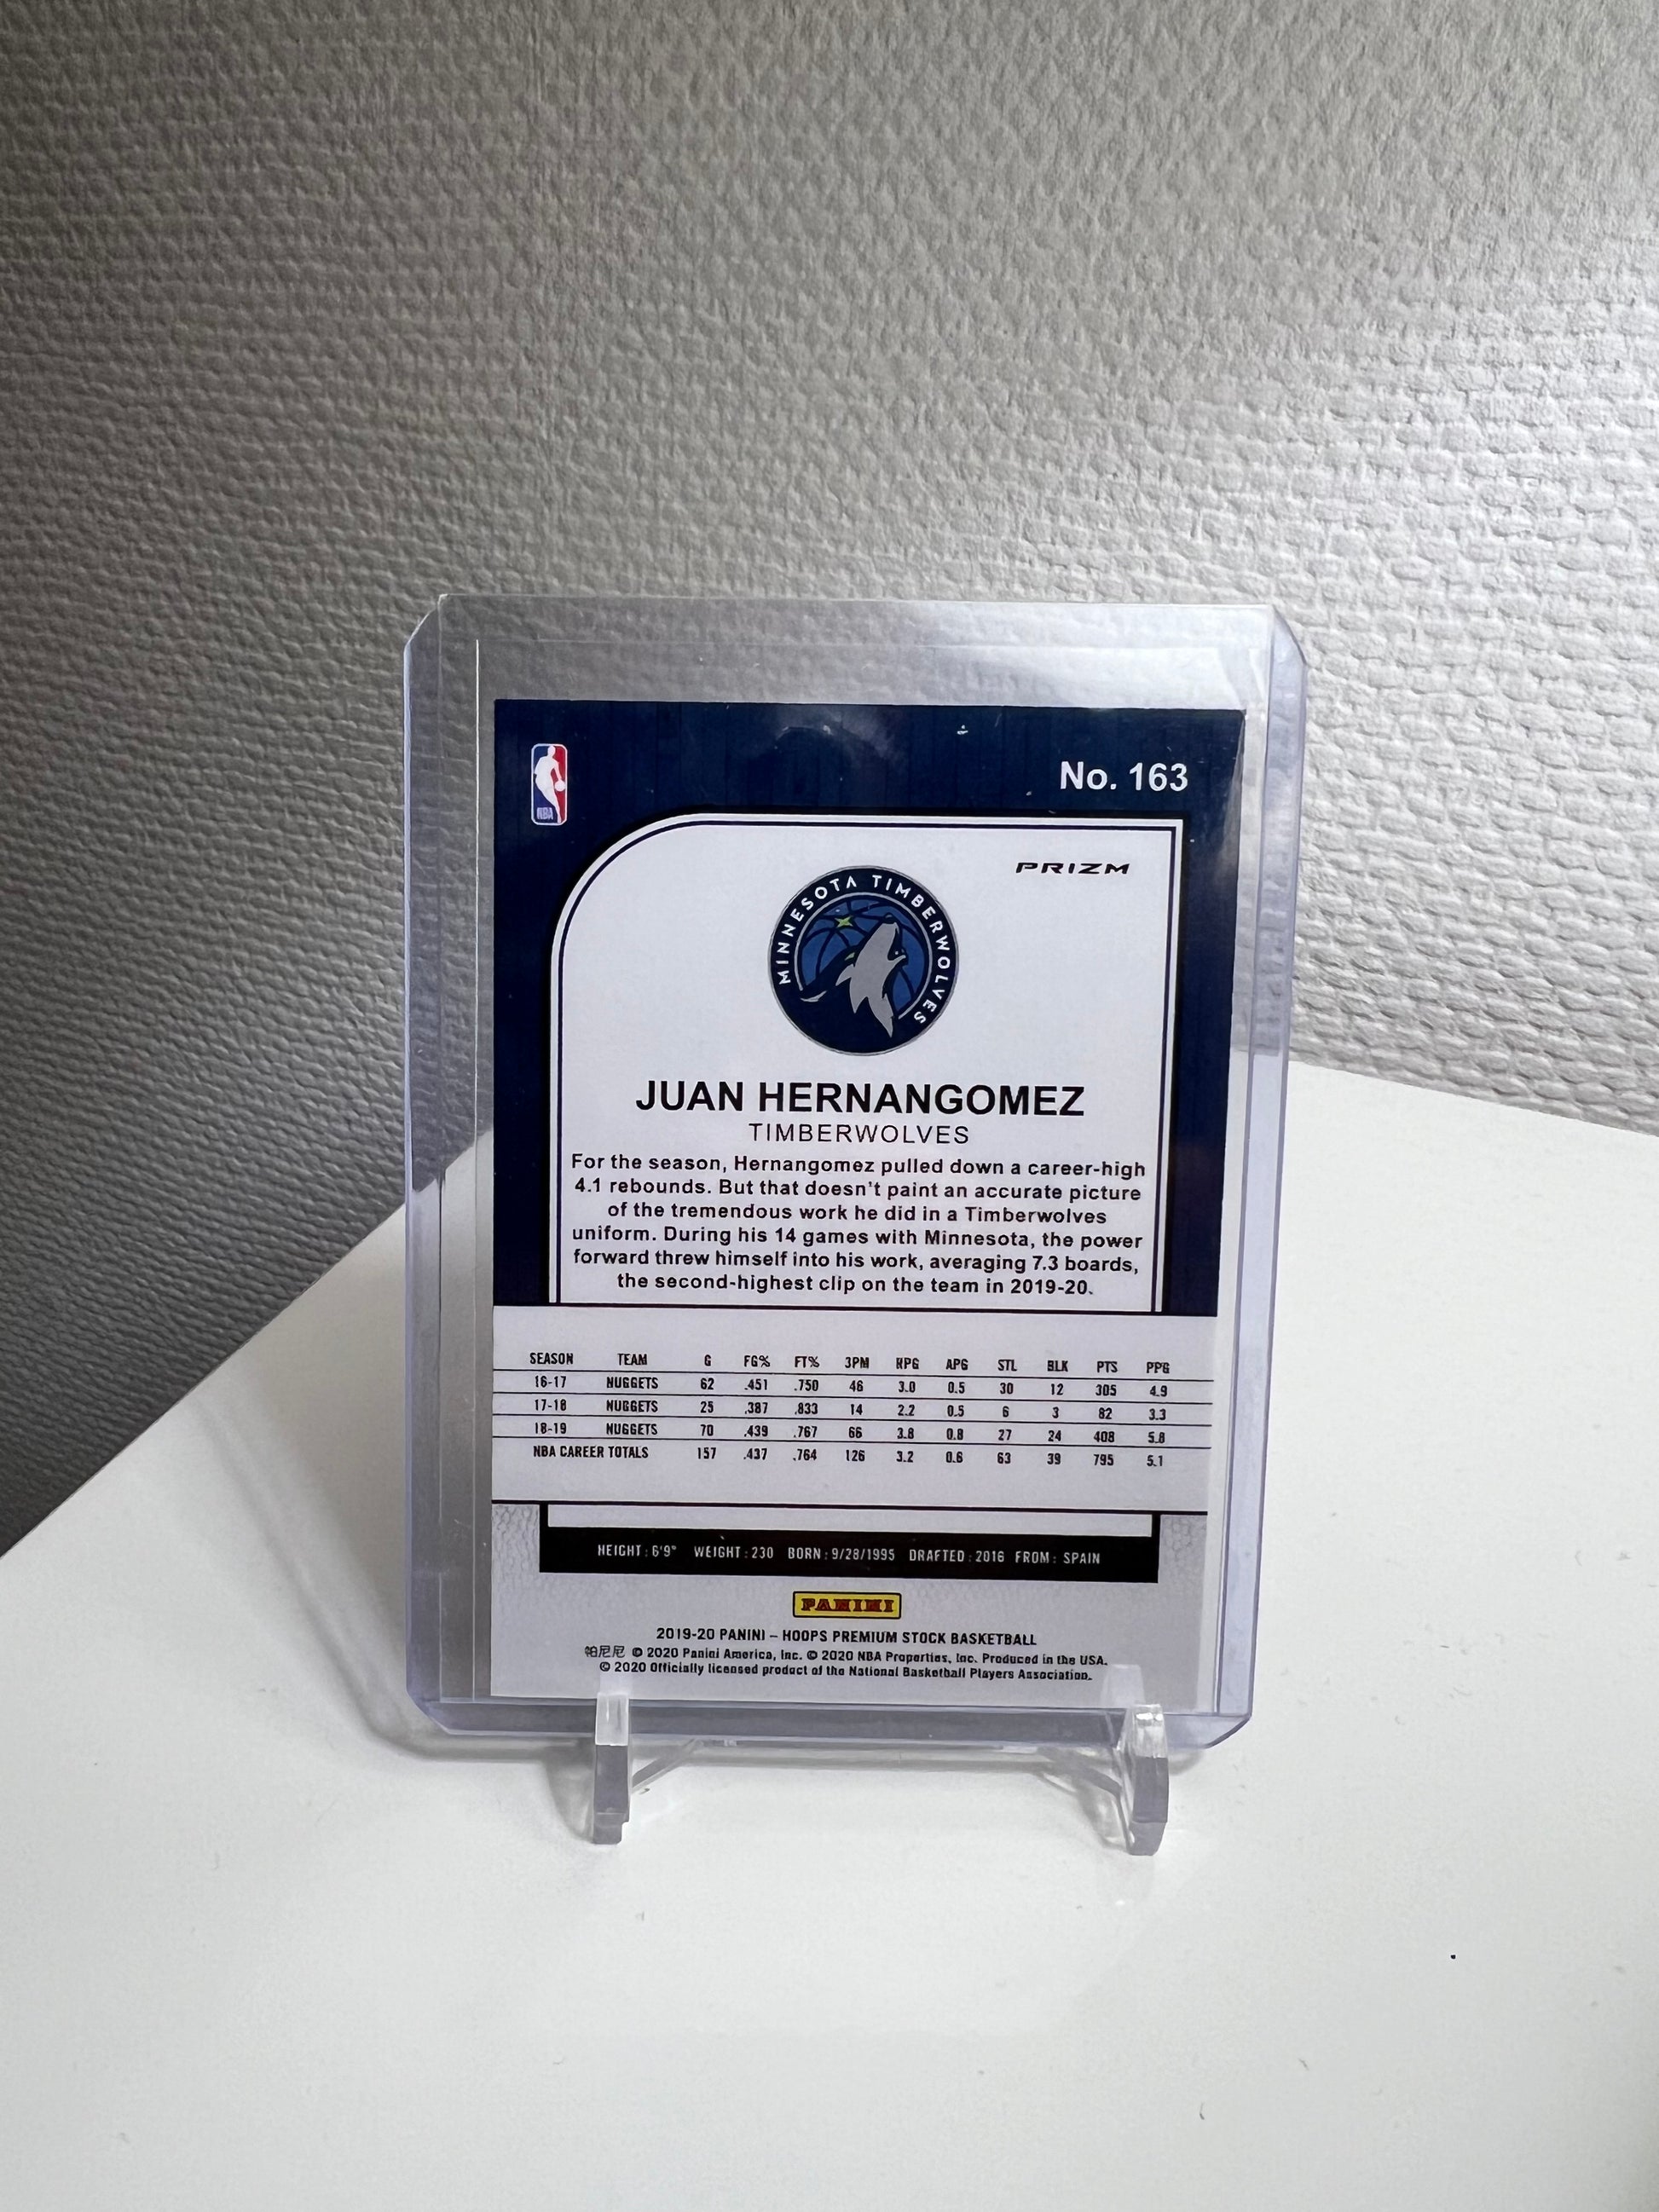 No. 163
NBA
PRIZM
MINNESOTA TIMBERWOLVES
JUAN HERNANGOMEZ
TIMBERWOLVES
For the season, Hernangomez pulled down a career-high
4.1 rebounds. But that doesn't paint an accurate picture
of the tremendous work he did in a Timberwolves
uniform. During his 14 games with Minnesota, the power
forward threw himself into his work, averaging 7.3 boards,
the second-highest clip on the team in 2019-20.
SEASON TEAM G FG% FT% 3PM RPG APG STL BLK PTS PPG
16-17 NUGGETS 62 .451 .750 46 3.0 0.5 30 12 305 4.9
17-18 NUGGETS 25 .387 .833 14 2.2 0.5 6 3 82 3.3
18-19 NUGGETS 70 .439 .767 66 3.8 0.8 27 24 408 5.8
NBA CAREER TOTALS 157 .437 .764 126 3.2 0.6 63 39 795 5.1
HEIGHT: 6'9" WEIGHT: 230 BORN: 9/28/1995 DRAFTED: 2016 FROM: SPAIN
PANINI
2019-20 PANINI – HOOPS PREMIUM STOCK BASKETBALL
帕尼尼 © 2020 Panini America, Inc. © 2020 NBA Properties, Inc. Produced in the USA.
© 2020 Officially licensed product of the National Basketball Players Association.